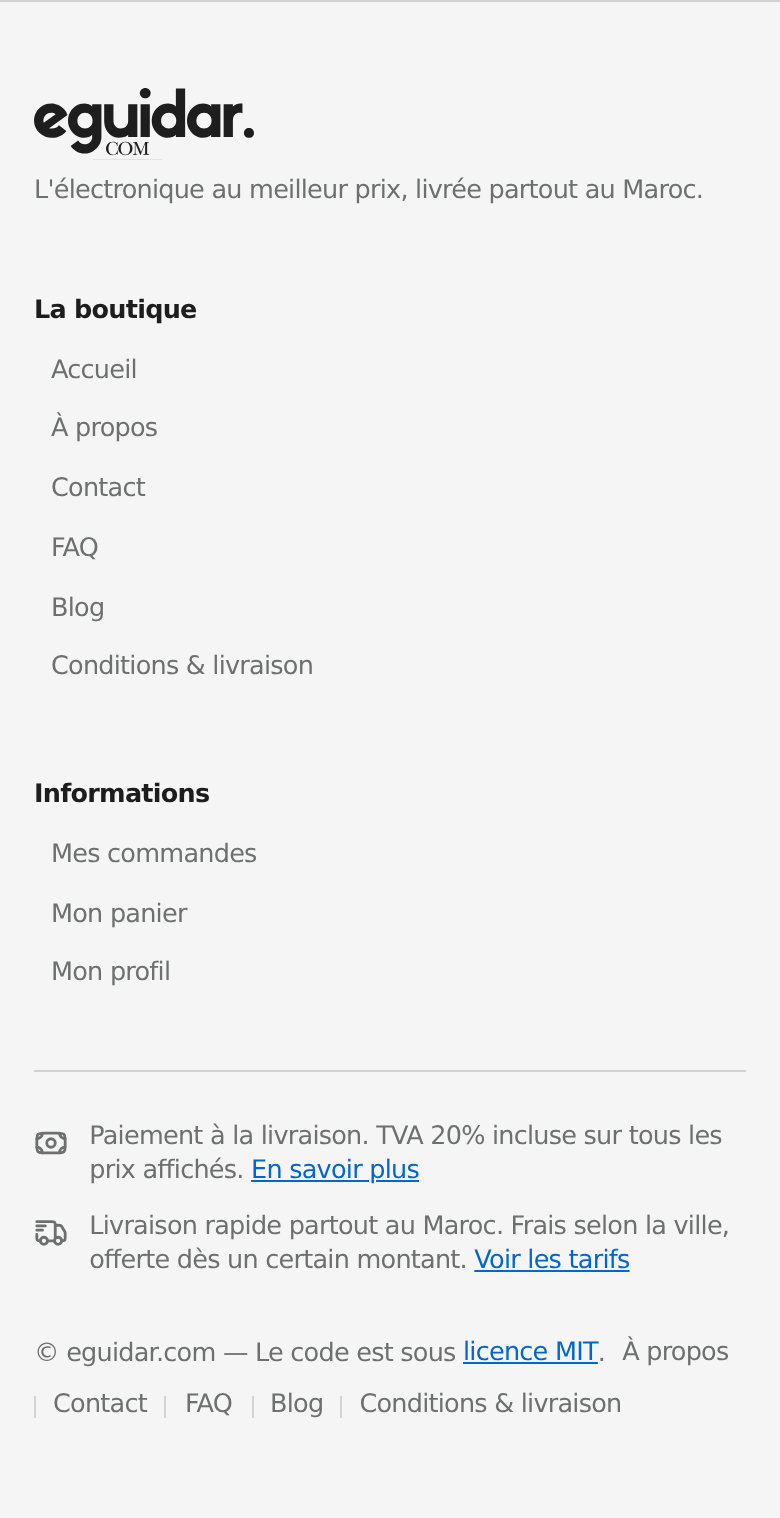 eguidar.
COM
L'électronique au meilleur prix, livrée partout au Maroc.
La boutique
Accueil
À propos
Contact
FAQ
Blog
Conditions & livraison
Informations
Mes commandes
Mon panier
Mon profil
Paiement à la livraison. TVA 20% incluse sur tous les
prix affichés. En savoir plus
Livraison rapide partout au Maroc. Frais selon la ville,
offerte dès un certain montant. Voir les tarifs
© eguidar.com — Le code est sous licence MIT. À propos
Contact FAQ Blog Conditions & livraison